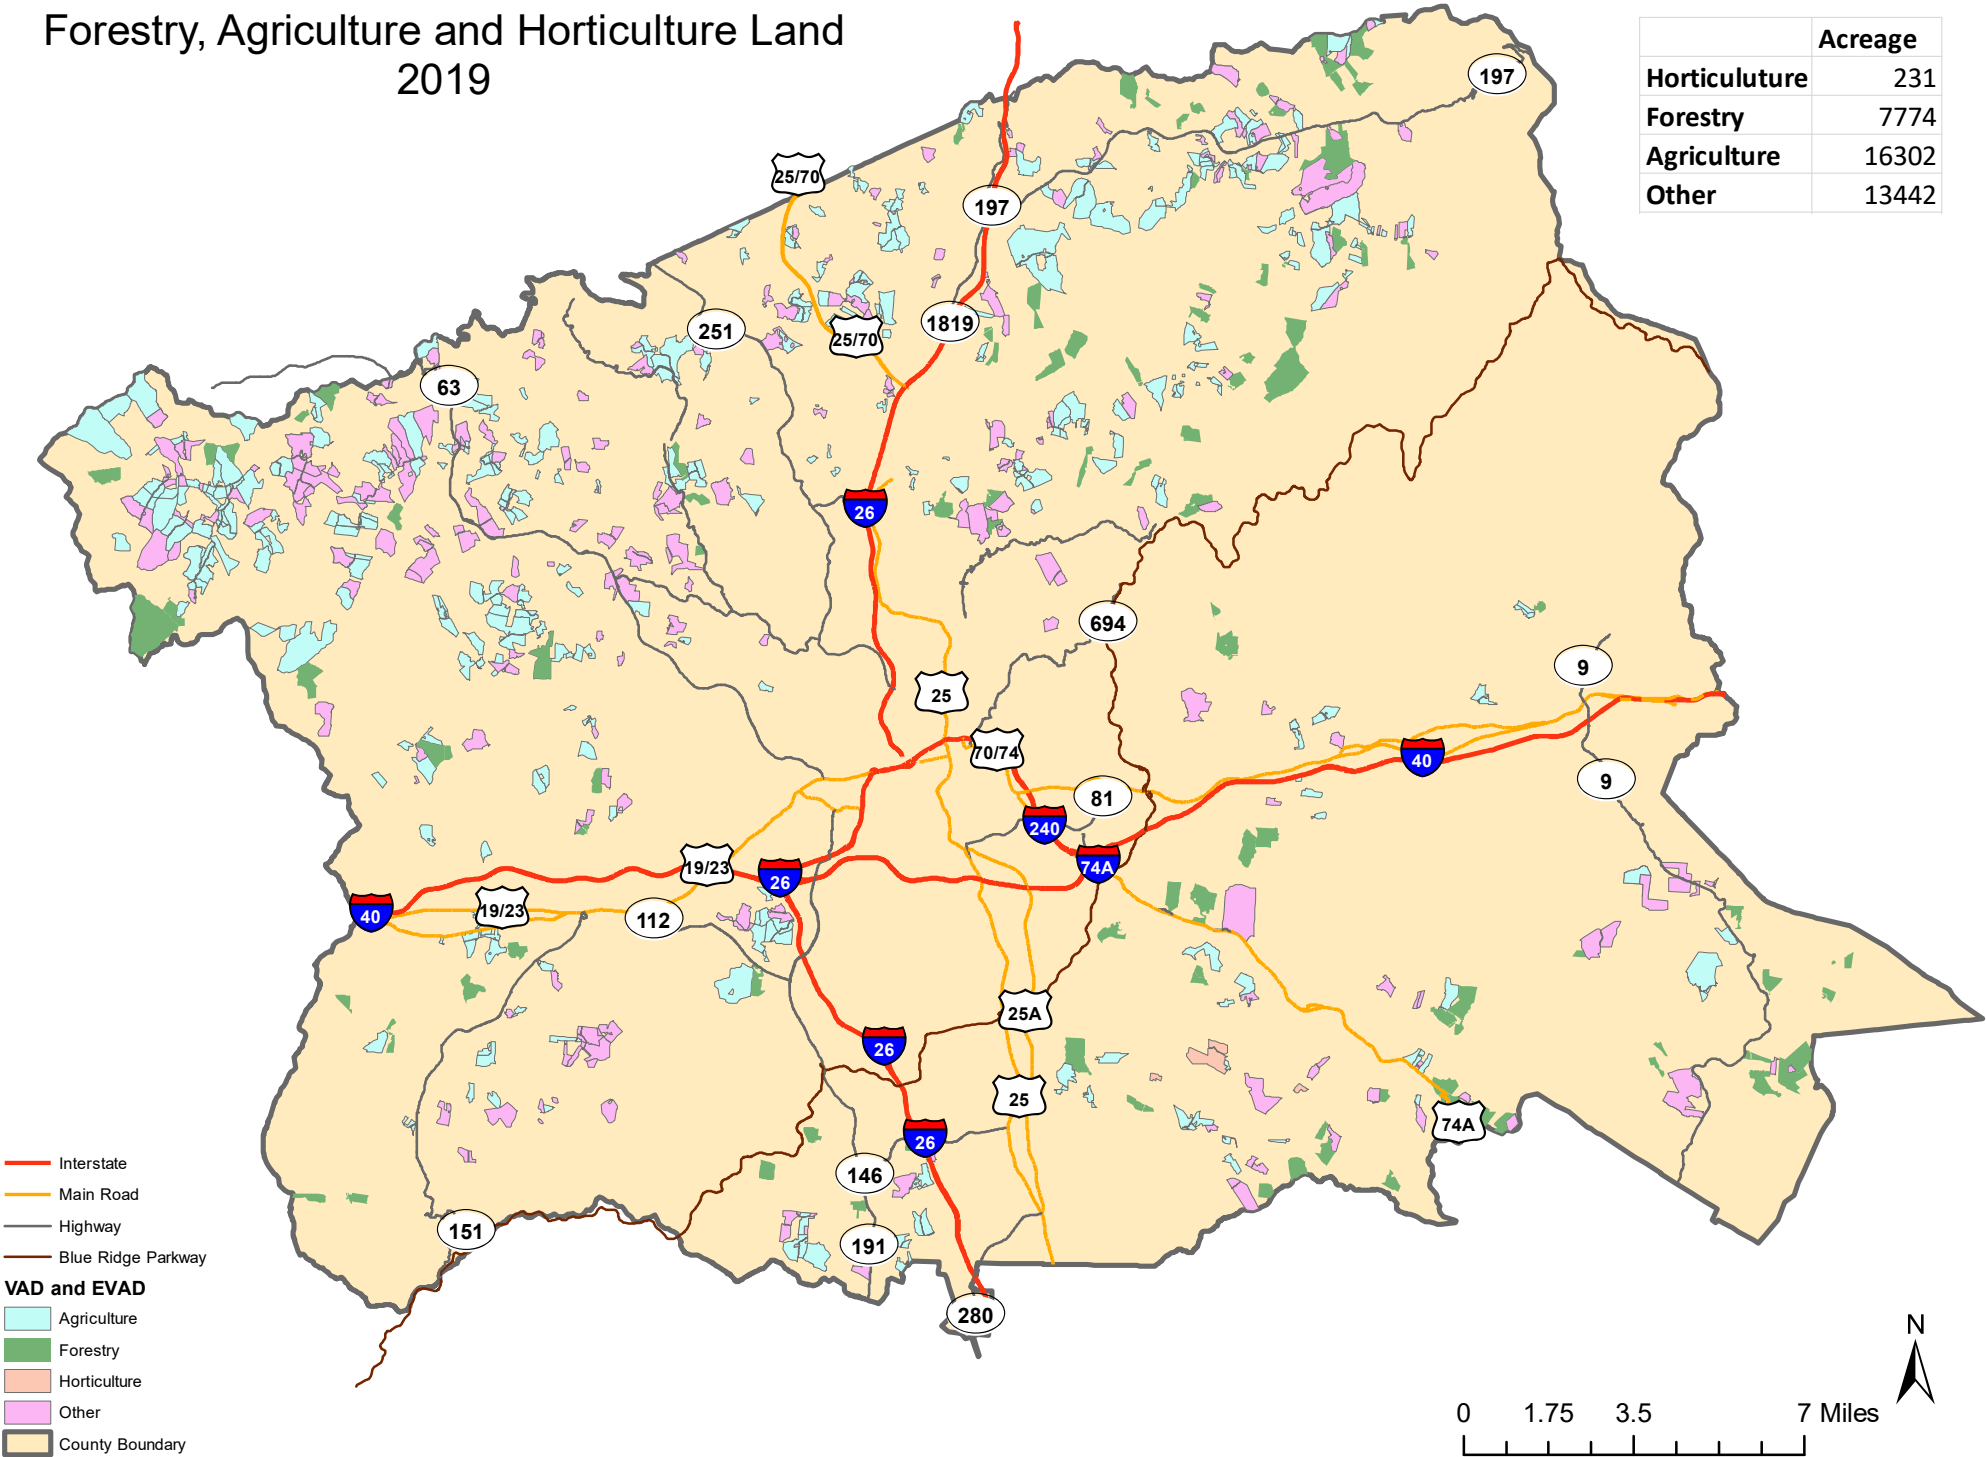 Forestry, Agriculture and Horticulture Land
2019
Acreage
Horticuluture 231
Forestry 7774
Agriculture 16302
Other 13442
197
25/70
197
251
25/70
1819
63
26
694
25
9
70/74
40
9
81
240
19/23
26
74A
40
19/23
112
25A
26
25
74A
26
146
151
191
280
Interstate
Main Road
Highway
Blue Ridge Parkway
VAD and EVAD
Agriculture
Forestry
Horticulture
Other
County Boundary
N
0 1.75 3.5 7 Miles